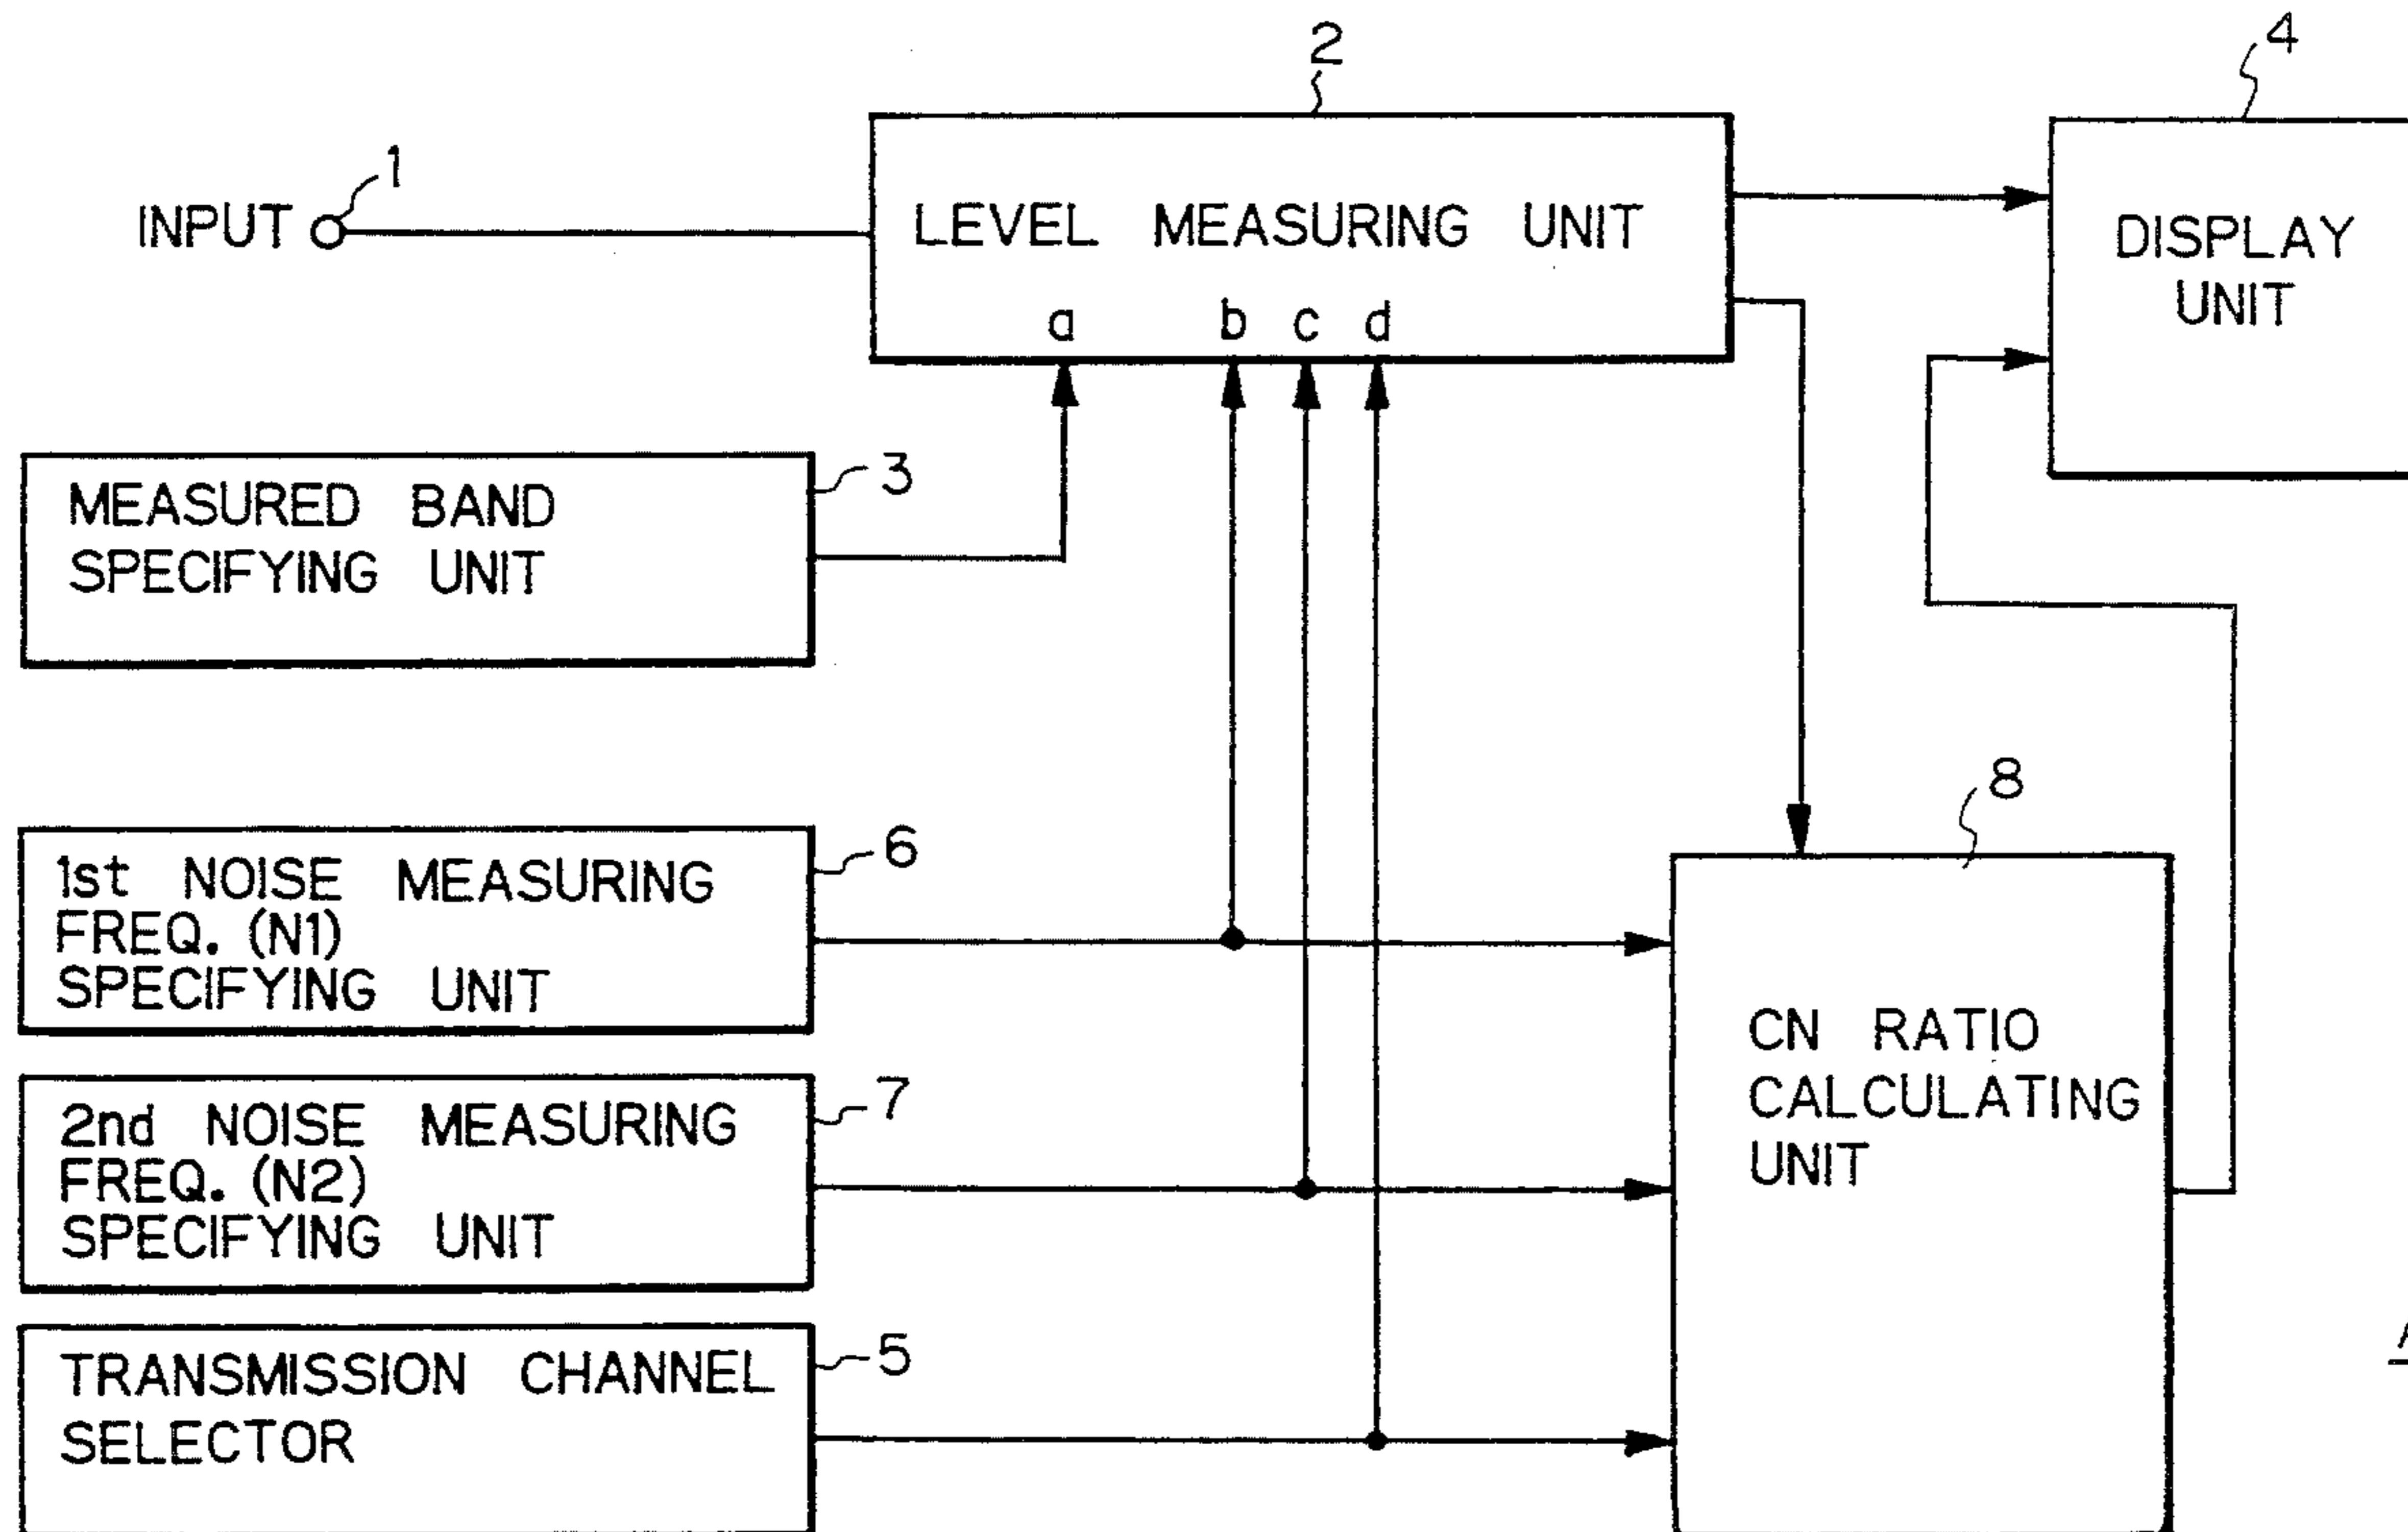 2
4
1
INPUT
LEVEL MEASURING UNIT
DISPLAY
UNIT
a b c d
3
MEASURED BAND
SPECIFYING UNIT
8
6
1st NOISE MEASURING
FREQ. (N1)
SPECIFYING UNIT
CN RATIO
CALCULATING
UNIT
7
2nd NOISE MEASURING
FREQ. (N2)
SPECIFYING UNIT
5
TRANSMISSION CHANNEL
SELECTOR